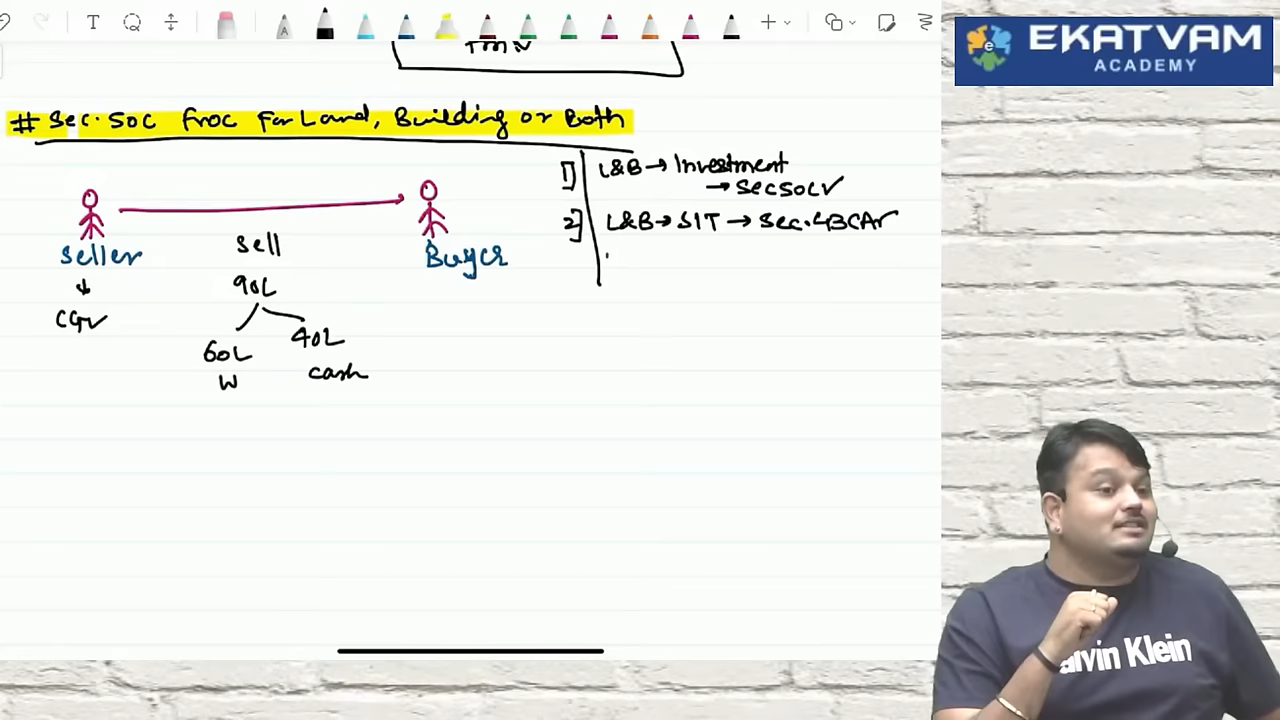 EKATVAM
ACADEMY
# Sec. 50C FVOC For Land, Building or Both
1] L&B → Investment
→ Sec 50C✓
2] L&B → SIT → Sec. 43CA✓
Seller
Sell
Buyer
90L
CG✓
60L
40L
W
cash
Calvin Klein